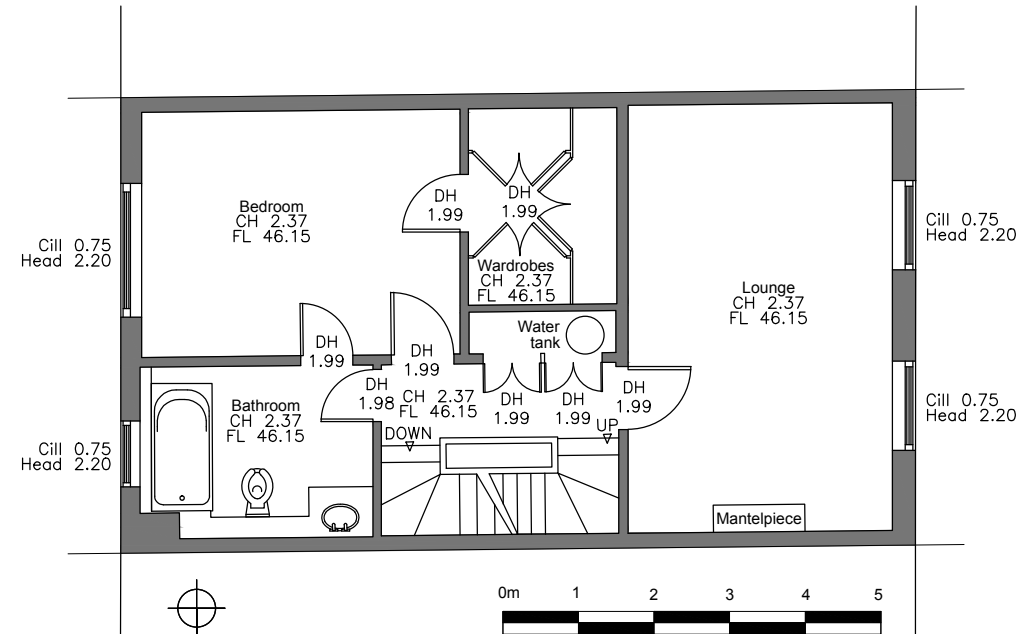 Bedroom
CH 2.37
FL 46.15
DH
1.99
DH
1.99
Wardrobes
CH 2.37
FL 46.15
Cill 0.75
Head 2.20
Cill 0.75
Head 2.20
Lounge
CH 2.37
FL 46.15
Water
tank
DH
1.99
DH
1.99
DH
1.98
CH 2.37
FL 46.15
DH
1.99
DH
1.99
DH
1.99
Cill 0.75
Head 2.20
Bathroom
CH 2.37
FL 46.15
DOWN
UP
Cill 0.75
Head 2.20
Mantelpiece
0m 1 2 3 4 5